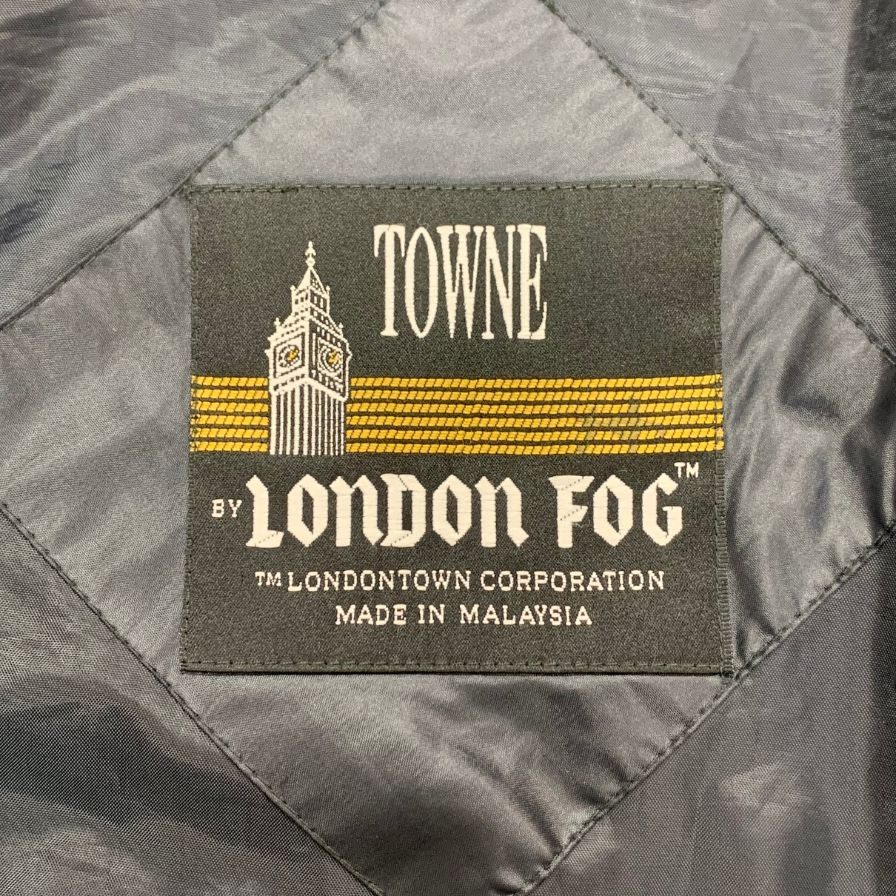 TOWNE
BY LONDON FOG™
™ LONDONTOWN CORPORATION
MADE IN MALAYSIA